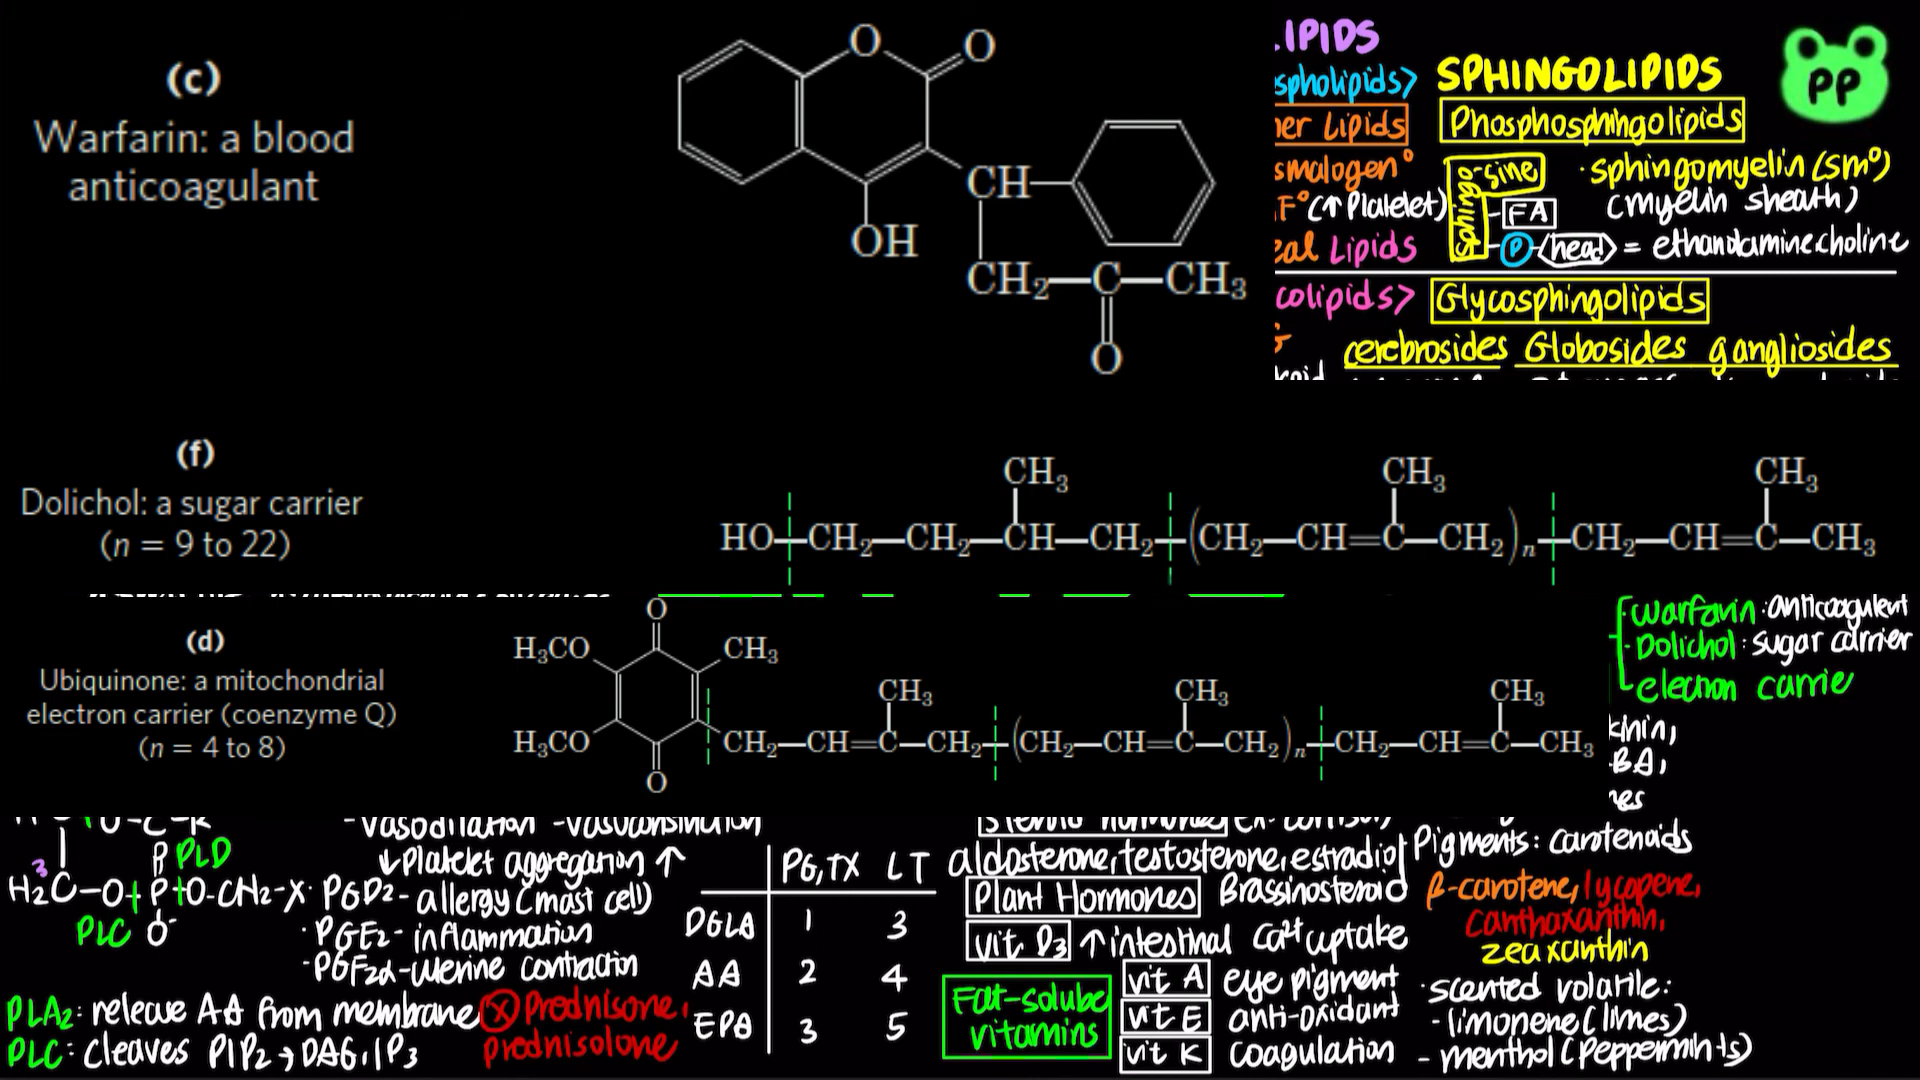 (c)
Warfarin: a blood
anticoagulant
O
O
CH
OH
CH₂—C—CH₃
O
.IPIDS
spholipids>
her Lipids
smalogen°
F°(↑ Platelet)
eal Lipids
colipids>
SPHINGOLIPIDS
PP
Phosphosphingolipids
sphingo-sine
FA
P
head
= ethanolamine choline
·sphingomyelin (sm°)
(myelin sheath)
Glycosphingolipids
cerebrosides Globosides gangliosides
(f)
Dolichol: a sugar carrier
(n = 9 to 22)
CH₃ CH₃ CH₃
HO—CH₂—CH₂—CH—CH₂—(CH₂—CH=C—CH₂)ₙ—CH₂—CH=C—CH₃
(d)
Ubiquinone: a mitochondrial
electron carrier (coenzyme Q)
(n = 4 to 8)
O
H₃CO
CH₃
CH₃ CH₃ CH₃
H₃CO
CH₂—CH=C—CH₂—(CH₂—CH=C—CH₂)ₙ—CH₂—CH=C—CH₃
O
Warfarin: anticoagulent
·Dolichol: sugar carrier
electron carrie
kinin,
BA,
nes
PLD
3
H₂C—O+P+O-CH₂-X
PLC
O⁻
-vasodilation -vasoconstriction
↓Platelet aggregation ↑
·PGD2- allergy (mast cell)
·PGE2- inflammation
-PGF2α-uterine contraction
PLA₂: release AA from membrane
ⓧ Prednisone,
prednisolone
PLC: cleaves PIP₂→DAG, IP₃
PG,TX LT
DGLA 1 3
AA 2 4
EPA 3 5
aldosterone, testosterone, estradiol
Plant Hormones Brassinosteroid
vit D₃ ↑intestinal Ca²⁺ uptake
Fat-soluble
vitamins
vit A eye pigment
vit E anti-oxidant
vit K coagulation
Pigments: carotenoids
β-carotene, lycopene,
canthaxanthin,
zeaxanthin
·scented volatile:
-limonene (limes)
-menthol (peppermints)